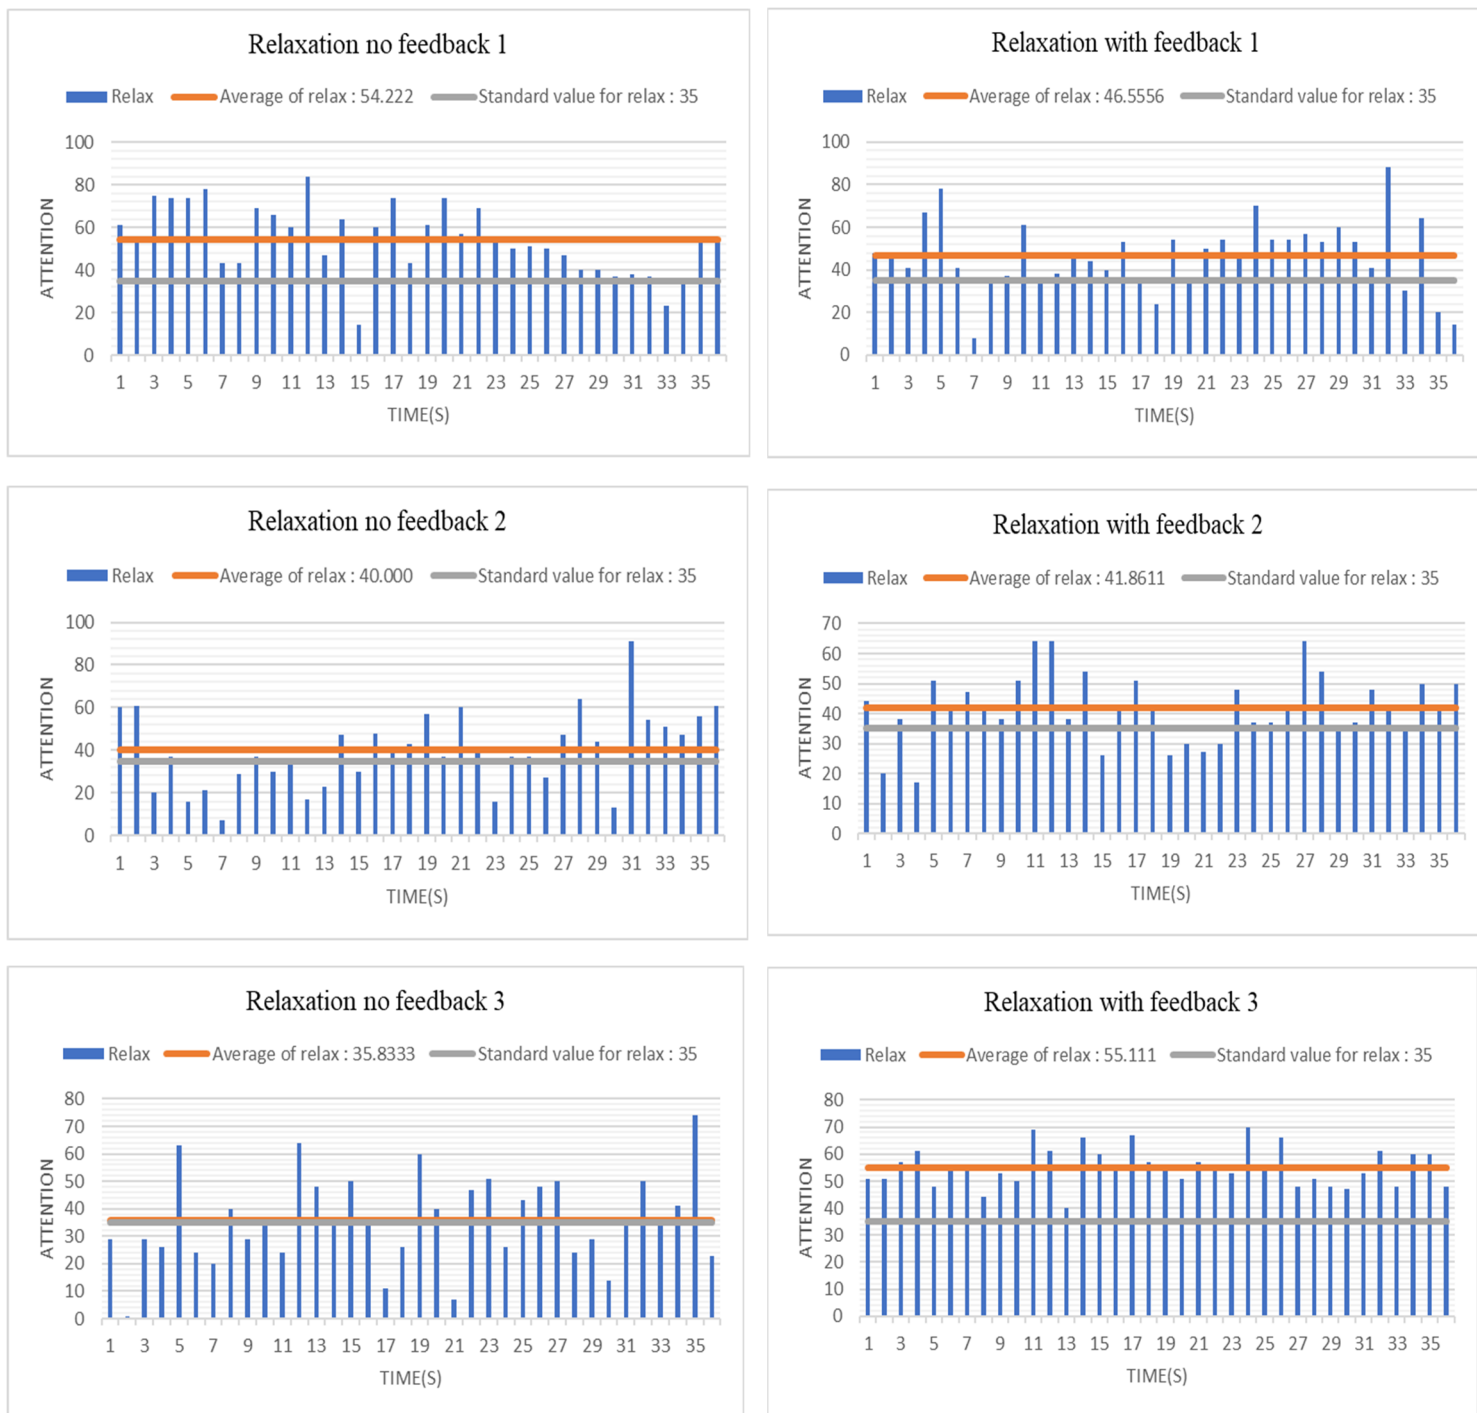 Relaxation no feedback 1
Relax Average of relax : 54.222 Standard value for relax : 35
100
80
60
40
20
0
ATTENTION
1 3 5 7 9 11 13 15 17 19 21 23 25 27 29 31 33 35
TIME(S)
Relaxation with feedback 1
Relax Average of relax : 46.5556 Standard value for relax : 35
100
80
60
40
20
0
ATTENTION
1 3 5 7 9 11 13 15 17 19 21 23 25 27 29 31 33 35
TIME(S)
Relaxation no feedback 2
Relax Average of relax : 40.000 Standard value for relax : 35
100
80
60
40
20
0
ATTENTION
1 3 5 7 9 11 13 15 17 19 21 23 25 27 29 31 33 35
TIME(S)
Relaxation with feedback 2
Relax Average of relax : 41.8611 Standard value for relax : 35
70
60
50
40
30
20
10
0
ATTENTION
1 3 5 7 9 11 13 15 17 19 21 23 25 27 29 31 33 35
TIME(S)
Relaxation no feedback 3
Relax Average of relax : 35.8333 Standard value for relax : 35
80
70
60
50
40
30
20
10
0
ATTENTION
1 3 5 7 9 11 13 15 17 19 21 23 25 27 29 31 33 35
TIME(S)
Relaxation with feedback 3
Relax Average of relax : 55.111 Standard value for relax : 35
80
70
60
50
40
30
20
10
0
ATTENTION
1 3 5 7 9 11 13 15 17 19 21 23 25 27 29 31 33 35
TIME(S)